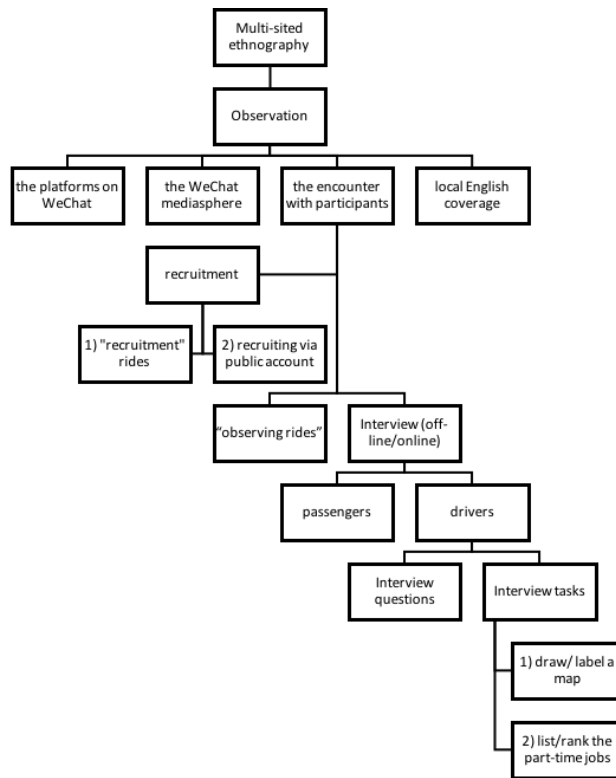 Multi-sited
ethnography
Observation
the platforms on
WeChat
the WeChat
mediasphere
the encounter
with participants
local English
coverage
recruitment
1) "recruitment"
rides
2) recruiting via
public account
"observing rides"
Interview (off-
line/online)
passengers
drivers
Interview
questions
Interview tasks
1) draw/ label a
map
2) list/rank the
part-time jobs